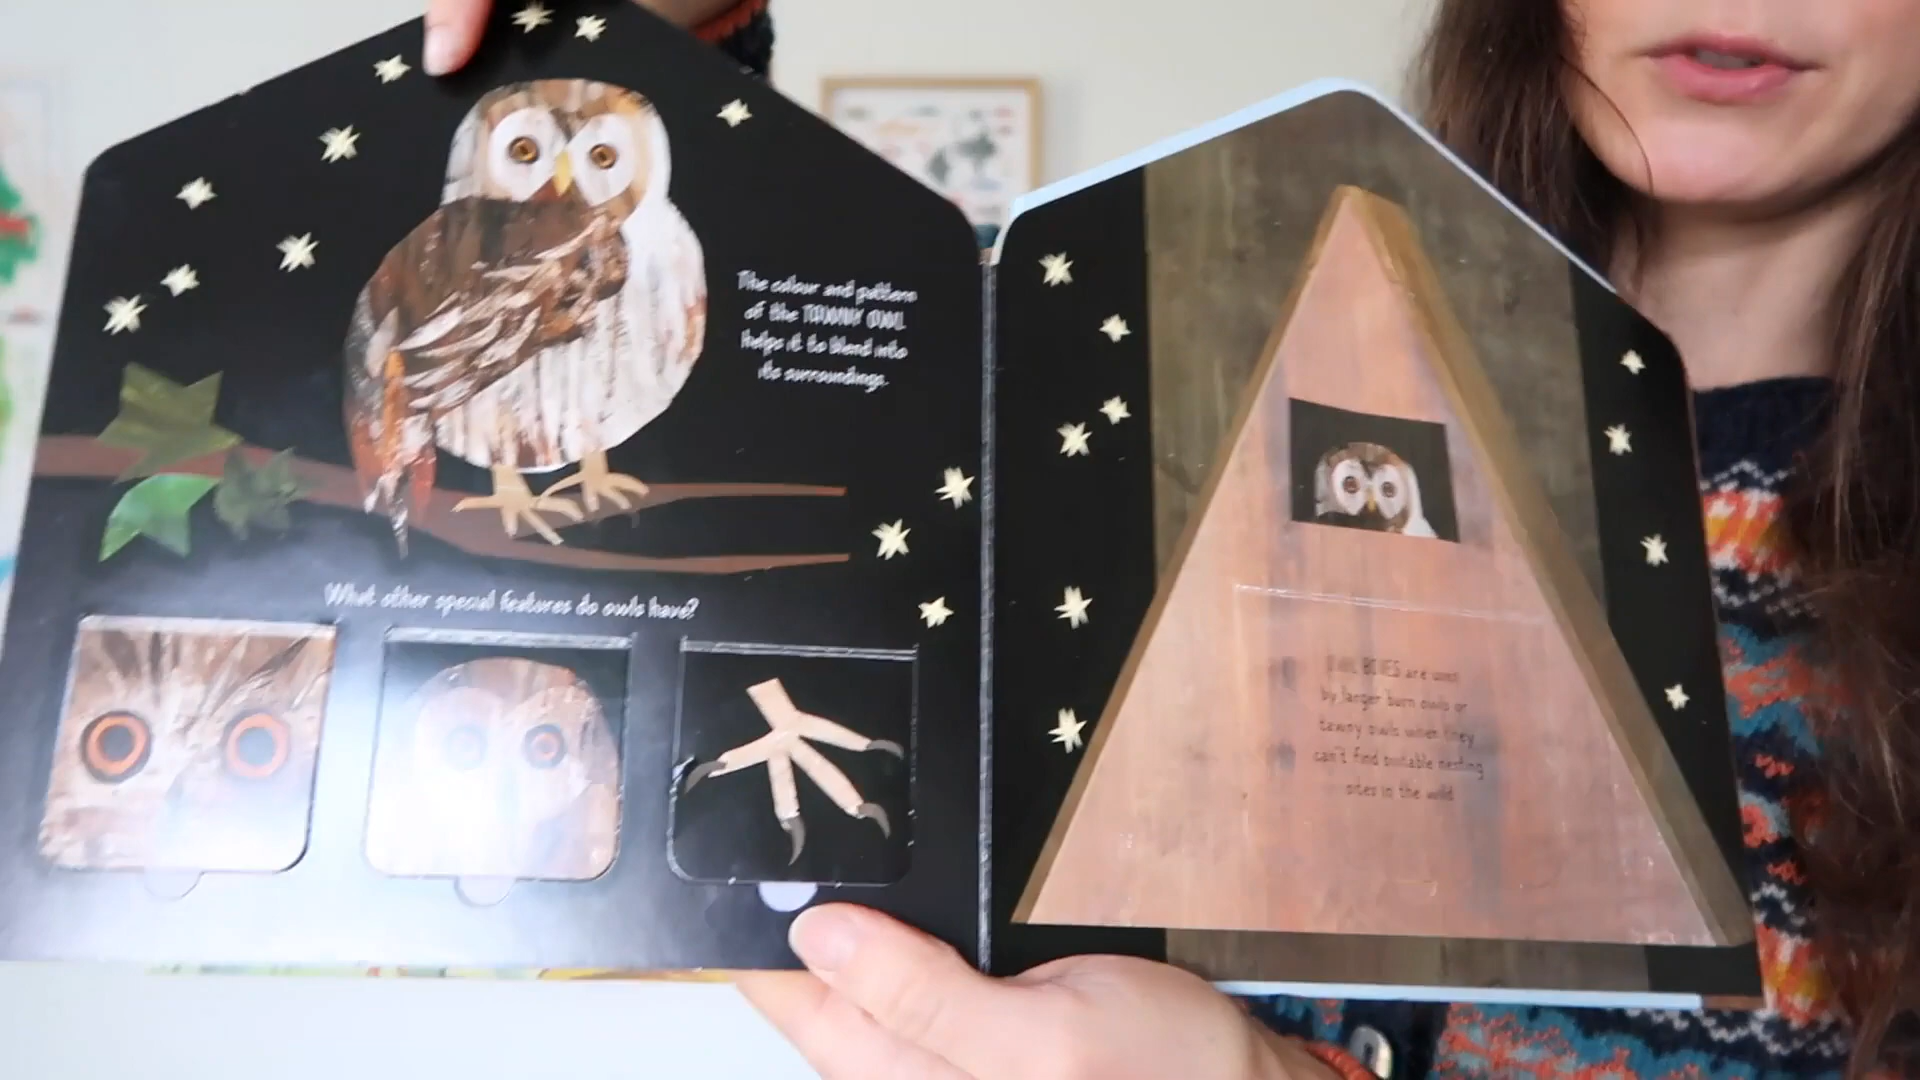 The colour and pattern
of the TAWNY OWL
helps it to blend into
its surroundings.
What other special features do owls have?
OWL BOXES are used
by larger barn owls or
tawny owls when they
can't find suitable nesting
sites in the wild